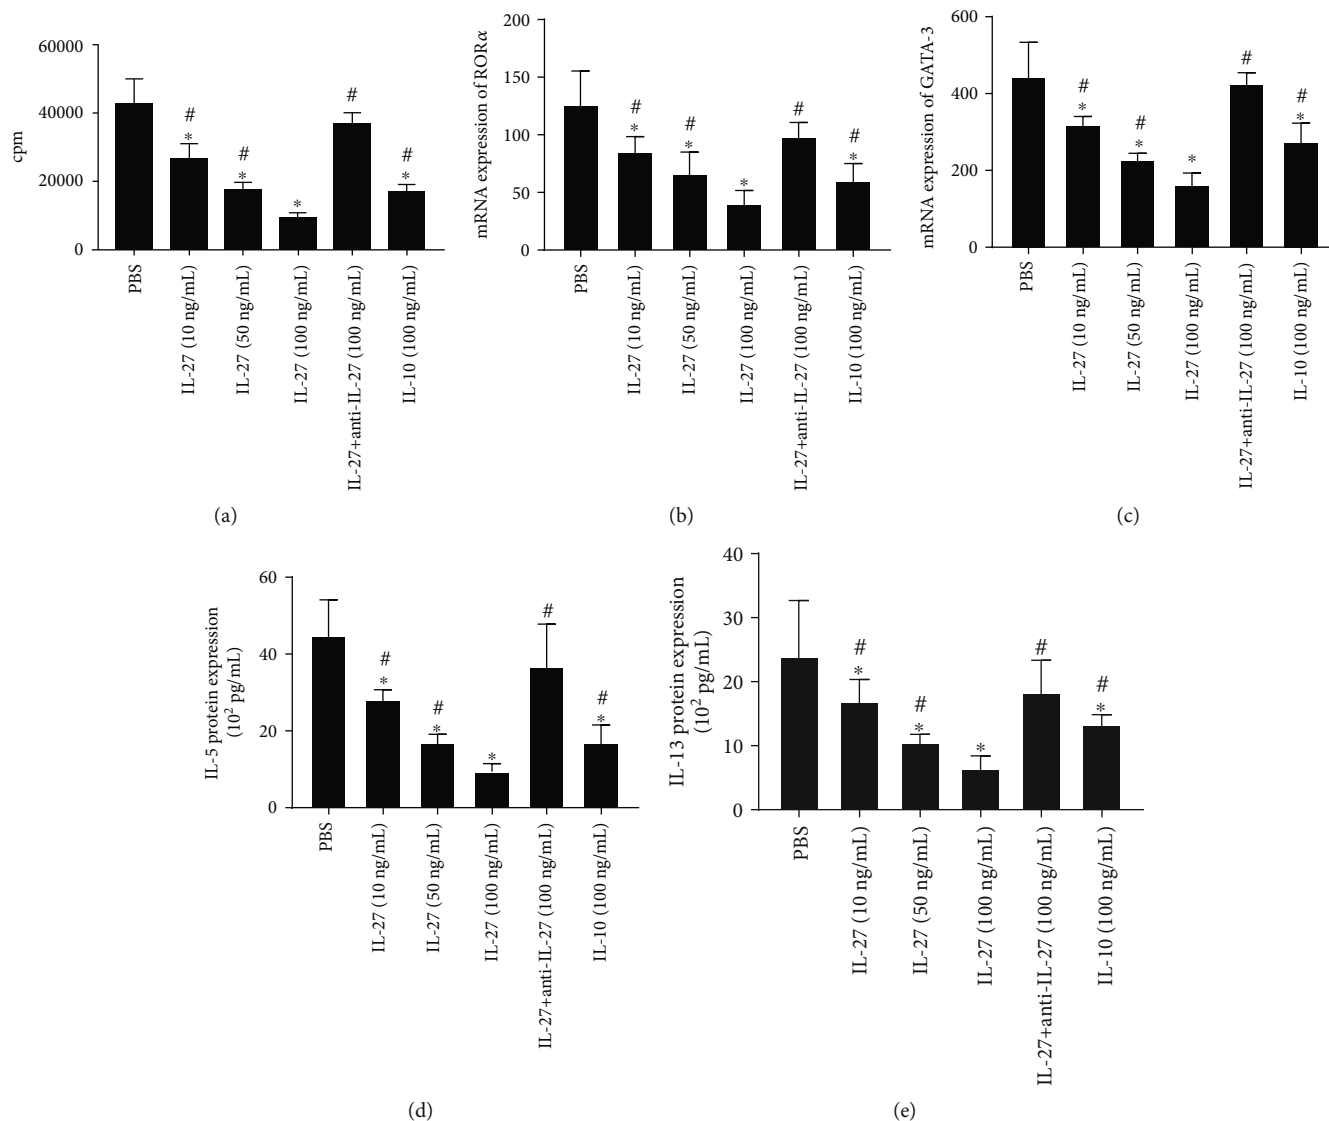 cpm
60000
40000
20000
0
#
*
#
*
*
#
#
*
PBS
IL-27 (10 ng/mL)
IL-27 (50 ng/mL)
IL-27 (100 ng/mL)
IL-27+anti-IL-27 (100 ng/mL)
IL-10 (100 ng/mL)
(a)
mRNA expression of RORα
200
150
100
50
0
#
*
#
*
*
#
#
*
PBS
IL-27 (10 ng/mL)
IL-27 (50 ng/mL)
IL-27 (100 ng/mL)
IL-27+anti-IL-27 (100 ng/mL)
IL-10 (100 ng/mL)
(b)
mRNA expression of GATA-3
600
400
200
0
#
*
#
*
*
#
#
*
PBS
IL-27 (10 ng/mL)
IL-27 (50 ng/mL)
IL-27 (100 ng/mL)
IL-27+anti-IL-27 (100 ng/mL)
IL-10 (100 ng/mL)
(c)
IL-5 protein expression
(10² pg/mL)
60
40
20
0
#
*
#
*
*
#
#
*
PBS
IL-27 (10 ng/mL)
IL-27 (50 ng/mL)
IL-27 (100 ng/mL)
IL-27+anti-IL-27 (100 ng/mL)
IL-10 (100 ng/mL)
(d)
IL-13 protein expression
(10² pg/mL)
40
30
20
10
0
#
*
#
*
*
#
#
*
PBS
IL-27 (10 ng/mL)
IL-27 (50 ng/mL)
IL-27 (100 ng/mL)
IL-27+anti-IL-27 (100 ng/mL)
IL-10 (100 ng/mL)
(e)